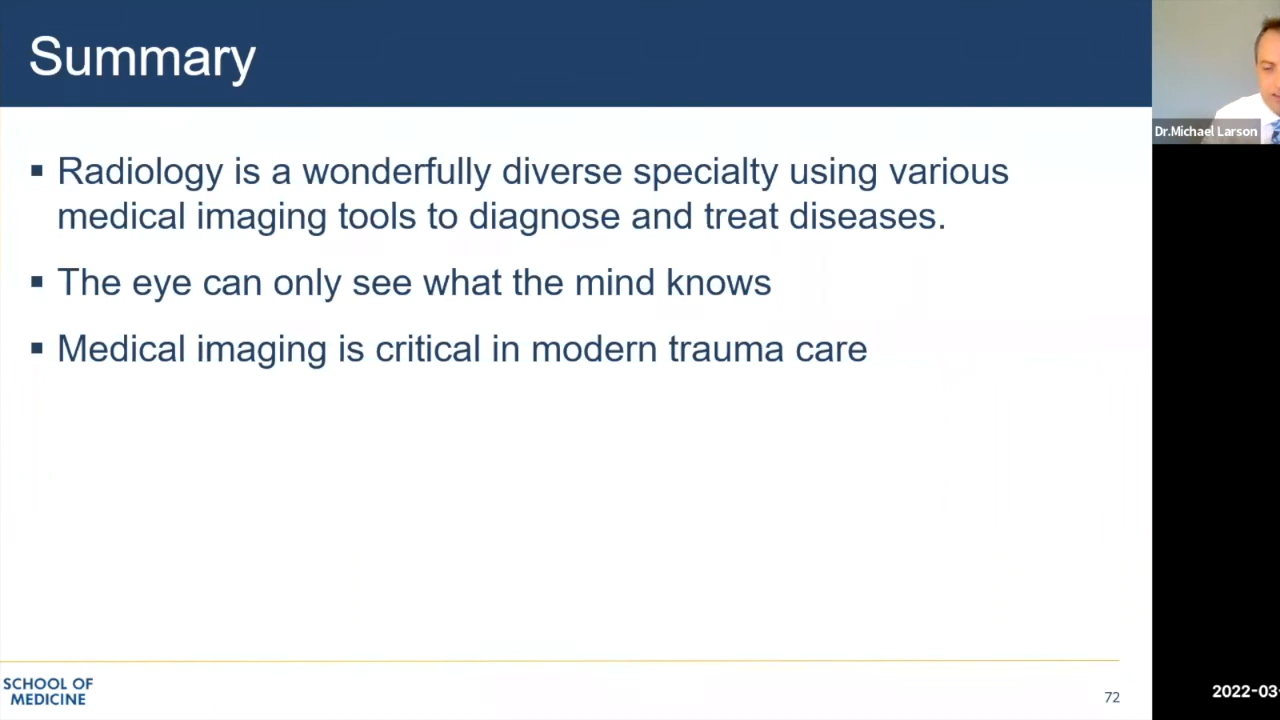 Summary
▪ Radiology is a wonderfully diverse specialty using various
medical imaging tools to diagnose and treat diseases.
▪ The eye can only see what the mind knows
▪ Medical imaging is critical in modern trauma care
SCHOOL OF
MEDICINE
72
Dr.Michael Larson
2022-03-